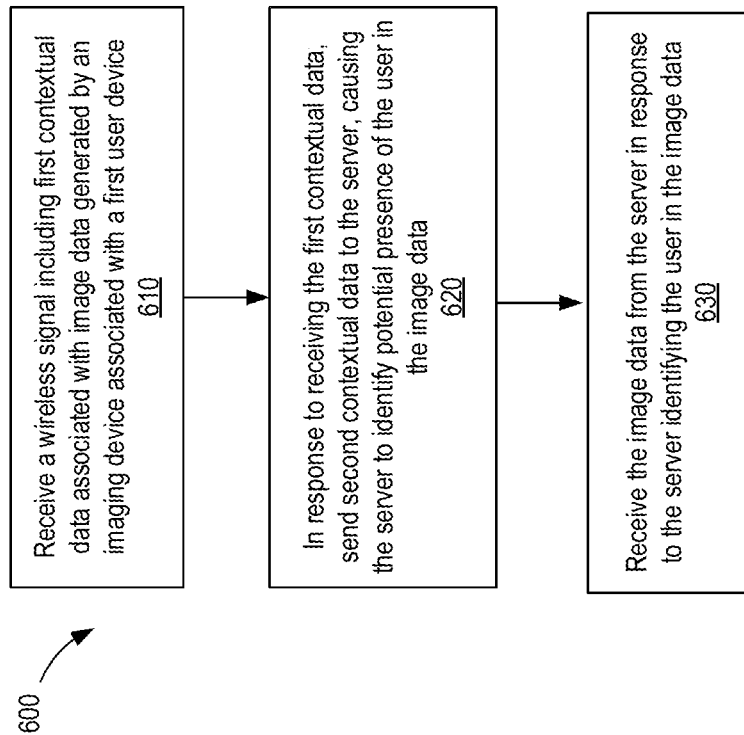 600
Receive a wireless signal including first contextual
data associated with image data generated by an
imaging device associated with a first user device
610
In response to receiving the first contextual data,
send second contextual data to the server, causing
the server to identify potential presence of the user in
the image data
620
Receive the image data from the server in response
to the server identifying the user in the image data
630